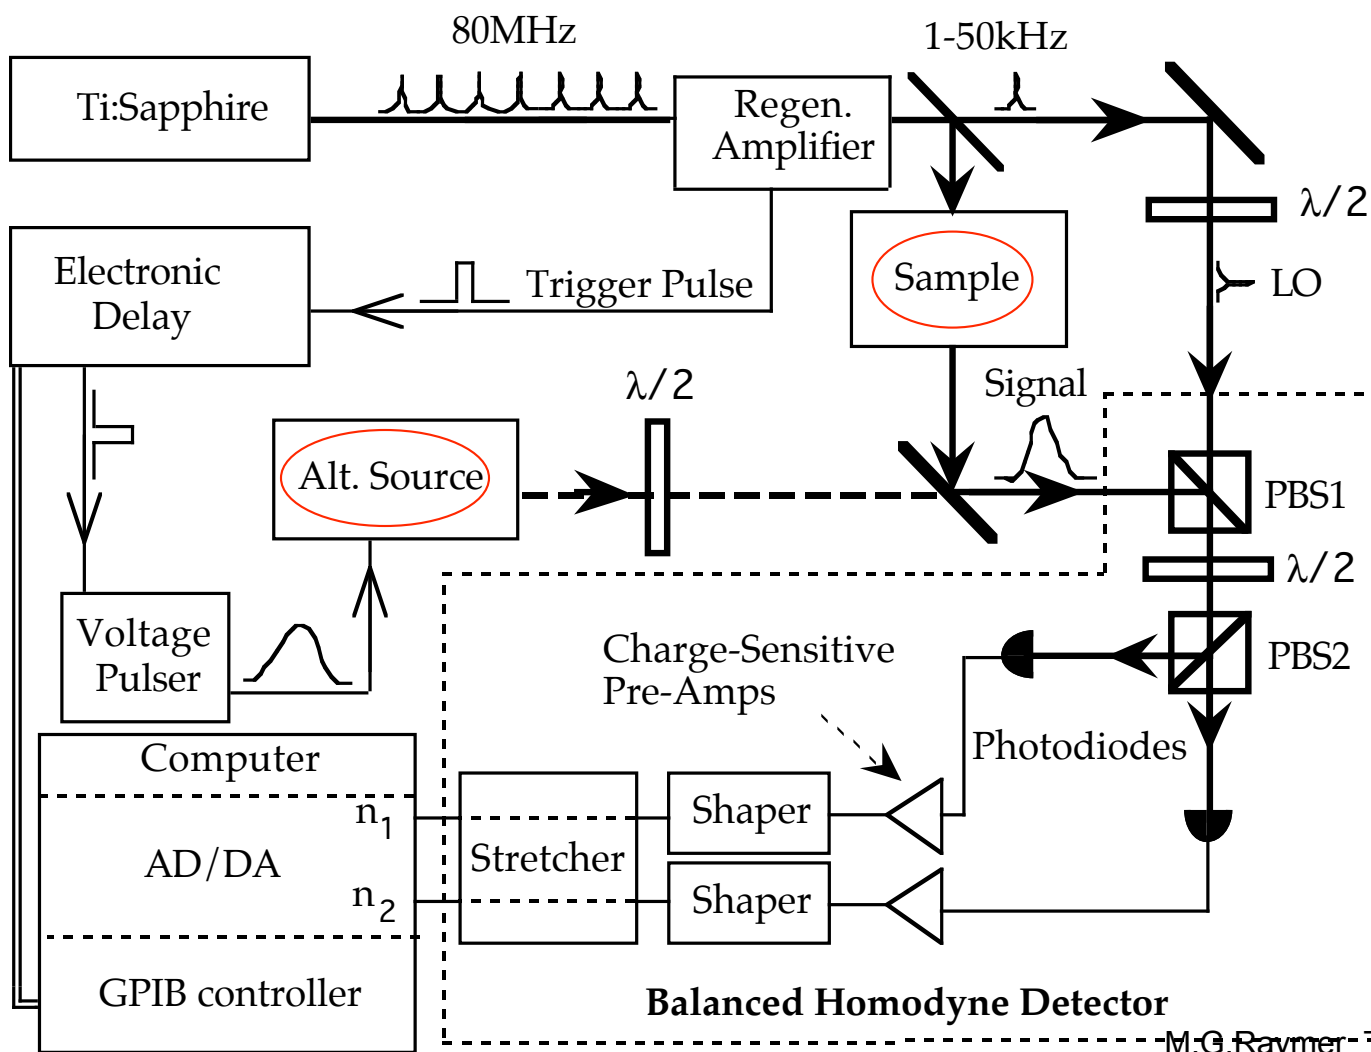 80MHz
1-50kHz
Ti:Sapphire
Regen.
Amplifier
λ/2
Electronic
Delay
Trigger Pulse
Sample
LO
Signal
λ/2
Alt. Source
PBS1
λ/2
Voltage
Pulser
Charge-Sensitive
Pre-Amps
PBS2
Photodiodes
Computer
n1
AD/DA
n2
Stretcher
Shaper
Shaper
GPIB controller
Balanced Homodyne Detector
M.G.Raymer